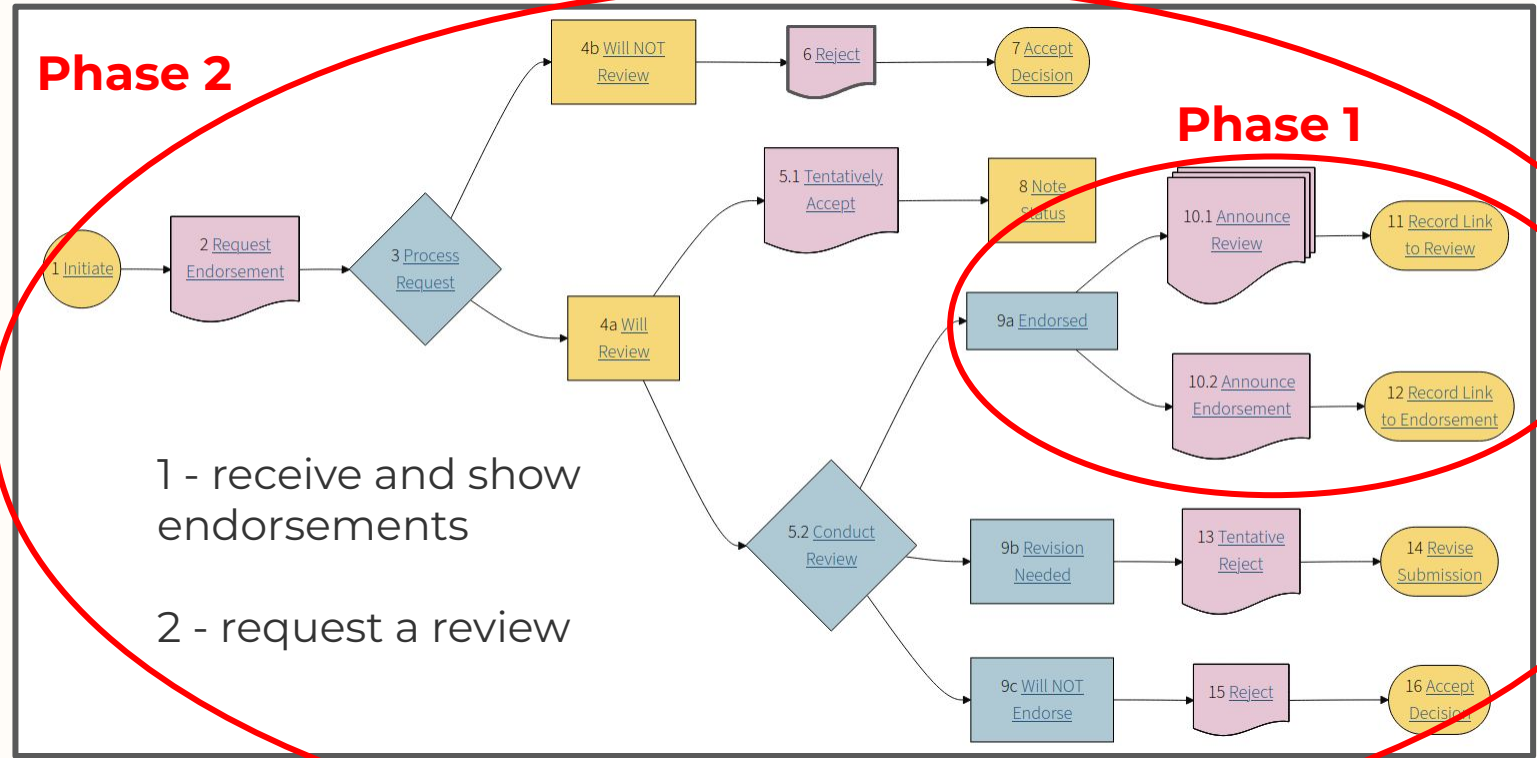 Phase 2
Phase 1
1 Initiate
2 Request
Endorsement
3 Process
Request
4b Will NOT
Review
6 Reject
7 Accept
Decision
4a Will
Review
5.1 Tentatively
Accept
8 Note
Status
5.2 Conduct
Review
9a Endorsed
10.1 Announce
Review
11 Record Link
to Review
10.2 Announce
Endorsement
12 Record Link
to Endorsement
9b Revision
Needed
13 Tentative
Reject
14 Revise
Submission
9c Will NOT
Endorse
15 Reject
16 Accept
Decision
1 - receive and show
endorsements
2 - request a review